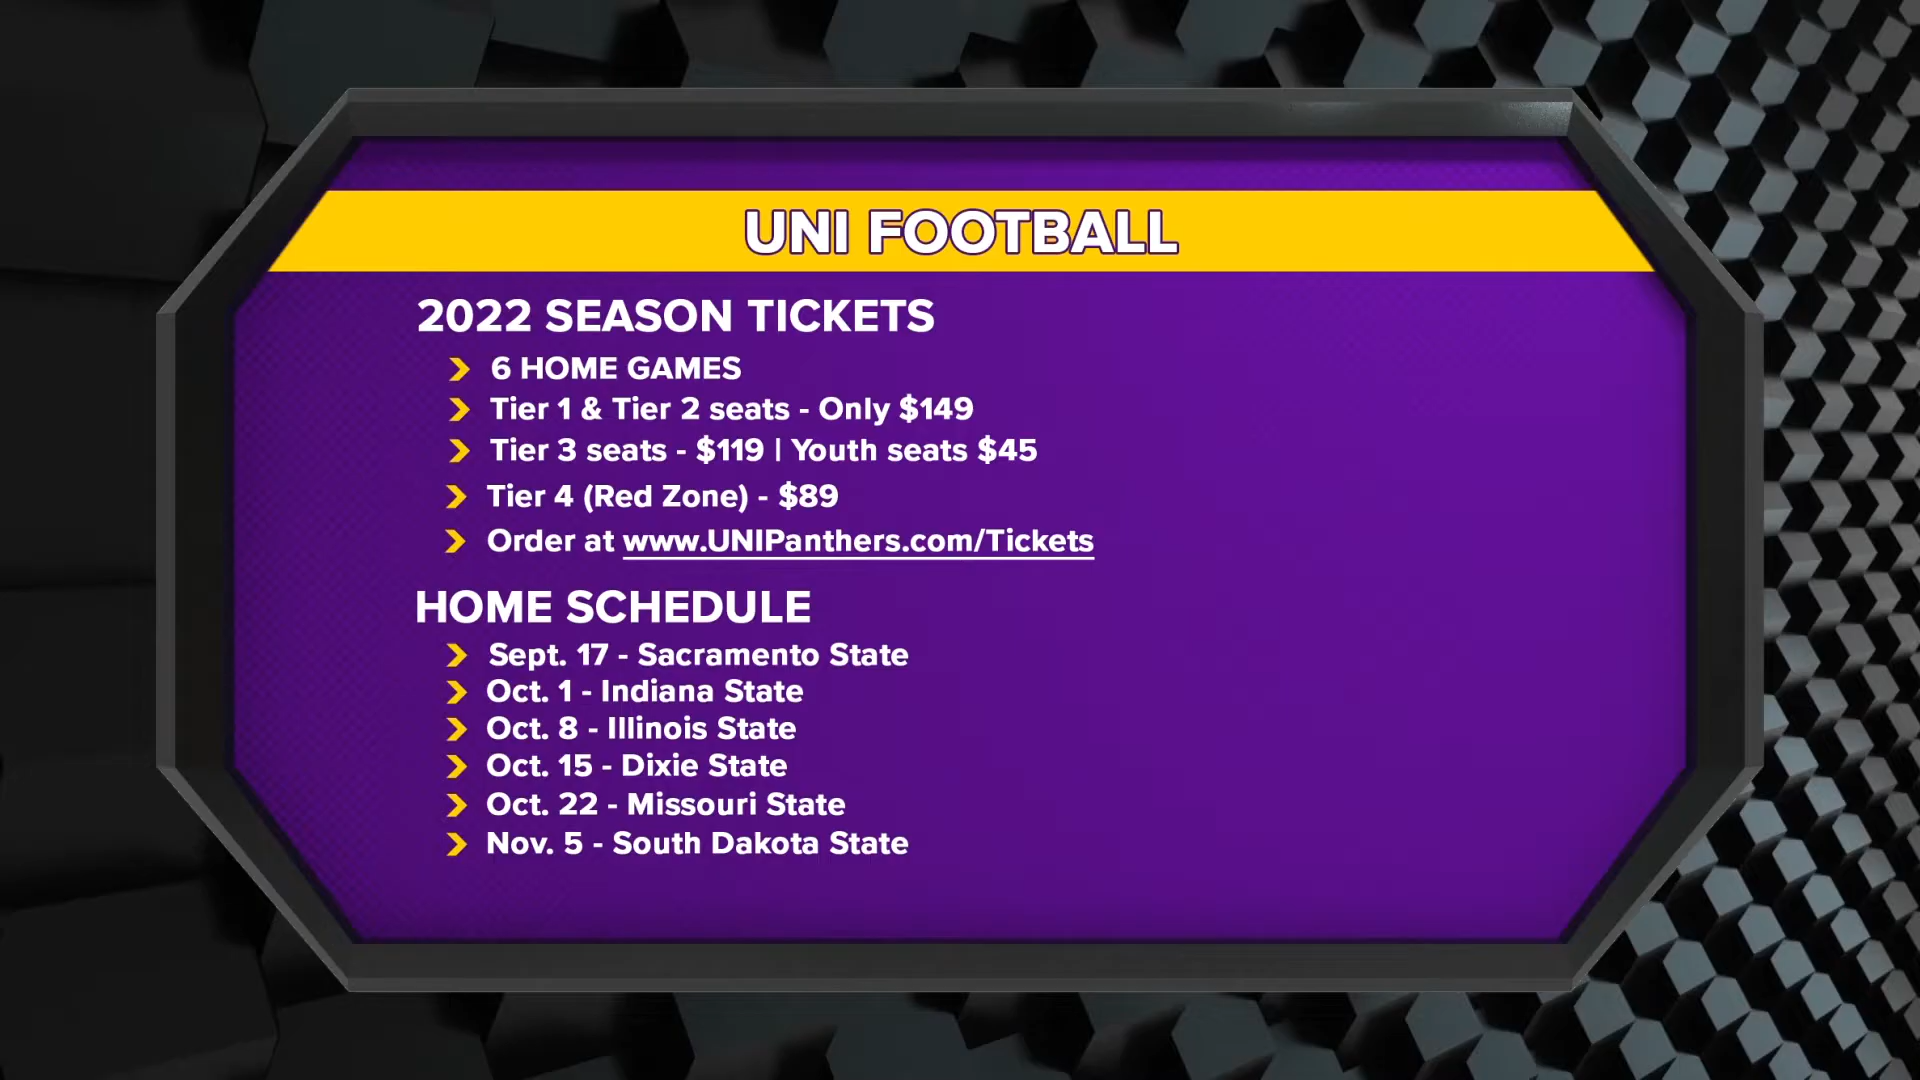 UNI FOOTBALL
2022 SEASON TICKETS
6 HOME GAMES
Tier 1 & Tier 2 seats - Only $149
Tier 3 seats - $119 | Youth seats $45
Tier 4 (Red Zone) - $89
Order at www.UNIPanthers.com/Tickets
HOME SCHEDULE
Sept. 17 - Sacramento State
Oct. 1 - Indiana State
Oct. 8 - Illinois State
Oct. 15 - Dixie State
Oct. 22 - Missouri State
Nov. 5 - South Dakota State